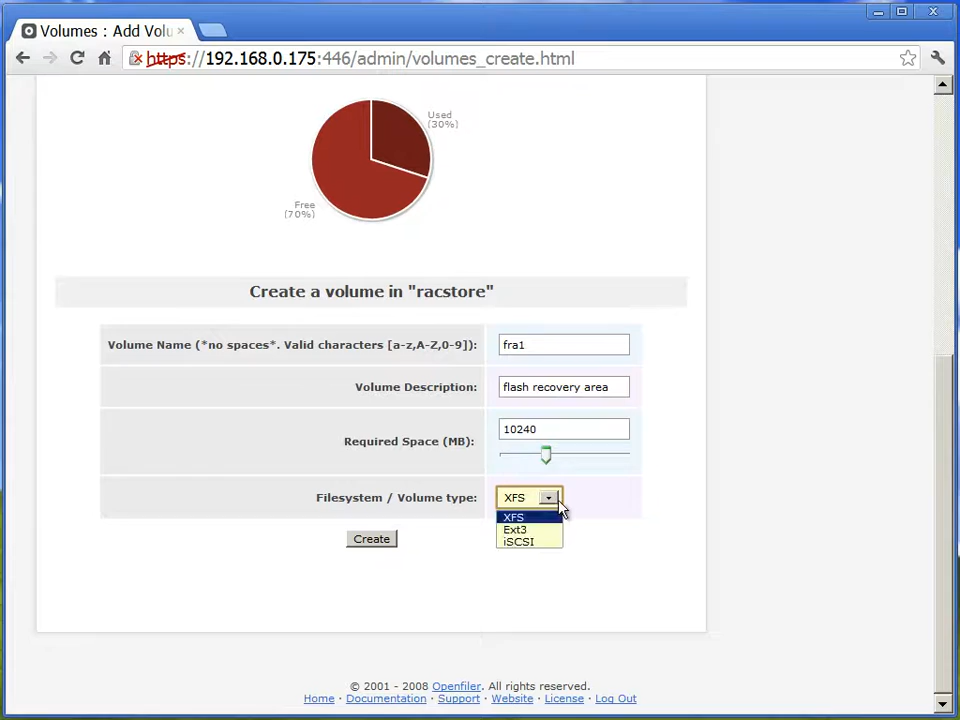 Volumes : Add Volu ×
https://192.168.0.175:446/admin/volumes_create.html
Used
(30%)
Free
(70%)
Create a volume in "racstore"
Volume Name (*no spaces*. Valid characters [a-z,A-Z,0-9]): fra1
Volume Description: flash recovery area
Required Space (MB): 10240
Filesystem / Volume type: XFS
XFS
Ext3
iSCSI
Create
© 2001 - 2008 Openfiler. All rights reserved.
Home · Documentation · Support · Website · License · Log Out